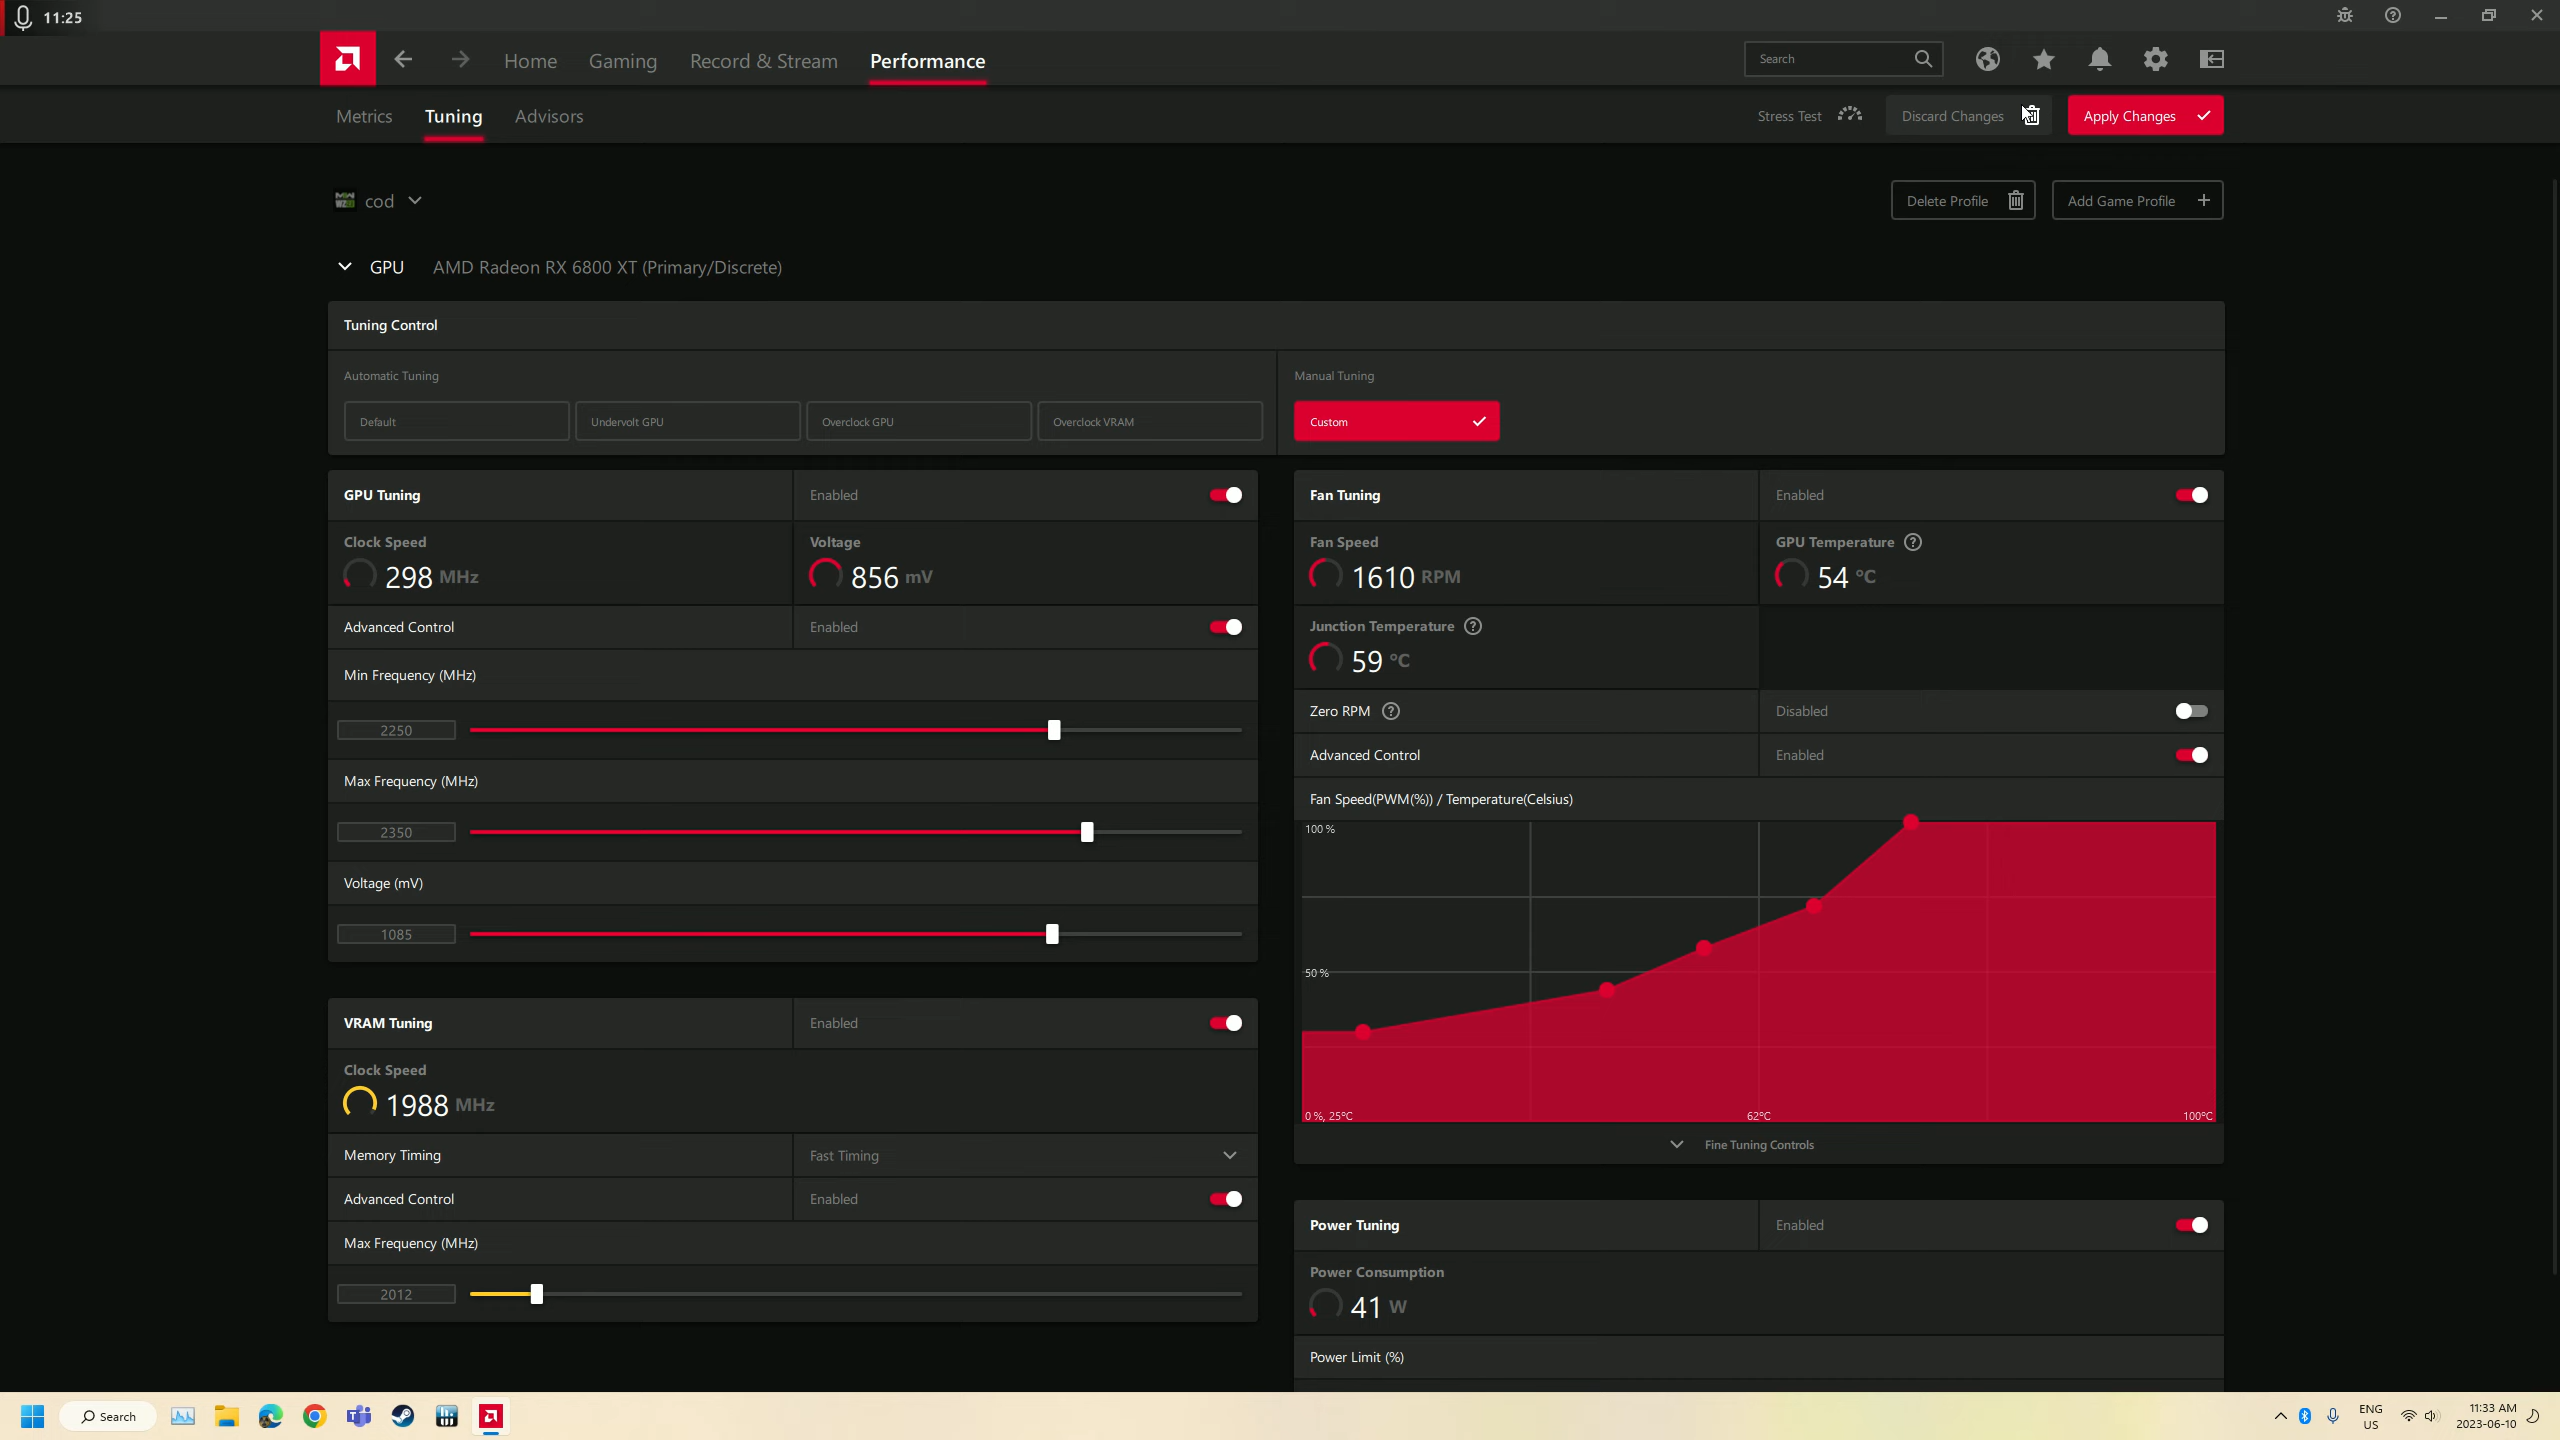 11:25
Home Gaming Record & Stream Performance
Search
Metrics Tuning Advisors
Stress Test
Discard Changes
Apply Changes
cod
Delete Profile
Add Game Profile
GPU AMD Radeon RX 6800 XT (Primary/Discrete)
Tuning Control
Automatic Tuning
Default
Undervolt GPU
Overclock GPU
Overclock VRAM
Manual Tuning
Custom
GPU Tuning
Enabled
Clock Speed
298 MHz
Voltage
856 mV
Advanced Control
Enabled
Min Frequency (MHz)
2250
Max Frequency (MHz)
2350
Voltage (mV)
1085
VRAM Tuning
Enabled
Clock Speed
1988 MHz
Memory Timing
Fast Timing
Advanced Control
Enabled
Max Frequency (MHz)
2012
Fan Tuning
Enabled
Fan Speed
1610 RPM
GPU Temperature
54 °C
Junction Temperature
59 °C
Zero RPM
Disabled
Advanced Control
Enabled
Fan Speed(PWM(%)) / Temperature(Celsius)
100 %
50 %
0 %, 25°C
62°C
100°C
Fine Tuning Controls
Power Tuning
Enabled
Power Consumption
41 W
Power Limit (%)
Search
ENG
US
11:33 AM
2023-06-10